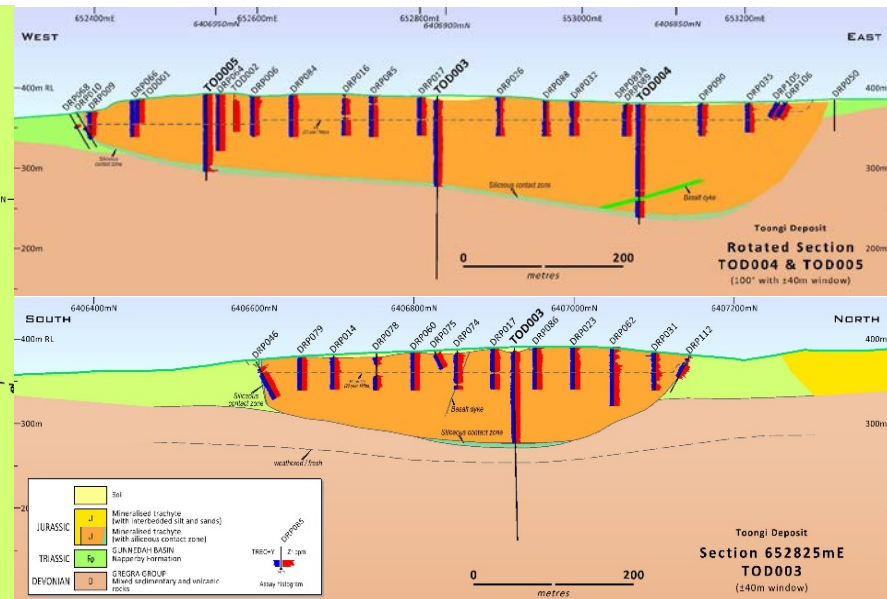 652400mE 652600mE 652800mE 653000mE 653200mE
6406950mN 6406900mN 6406850mN
WEST
EAST
400m RL
400m
300m
300m
200m
200m
DRP068
DRP010
DRP009
DRP066
TOD001
TOD005
DRP064
TOD002
DRP006
DRP084
DRP016
DRP085
DRP017
TOD003
DRP026
DRP088
DRP032
DRP089A
DRP089
TOD004
DRP090
DRP035
DRP105
DRP106
DRP050
Siliceous
contact zone
Siliceous contact zone
Basalt dyke
0 200
metres
Toongi Deposit
Rotated Section
TOD004 & TOD005
(100° with ±40m window)
6406400mN 6406600mN 6406800mN 6407000mN 6407200mN
SOUTH
NORTH
400m RL
400m
300m
300m
DRP046
DRP079
DRP014
DRP078
DRP060
DRP075
DRP074
DRP017
TOD003
DRP086
DRP023
DRP062
DRP031
DRP112
Siliceous
contact zone
Basalt dyke
Siliceous contact zone
weathered / fresh
Soil
JURASSIC
Jt
Mineralised trachyte
(with interbedded silt and sands)
Jt
Mineralised trachyte
(with siliceous contact zone)
TRIASSIC
GUNNEDAH BASIN
Napperby Formation
DEVONIAN
D
GREGRA GROUP
Mixed sedimentary and volcanic
rocks
DRP065
TREO+Y Zr ppm
Assay histogram
0 200
metres
Toongi Deposit
Section 652825mE
TOD003
(±40m window)